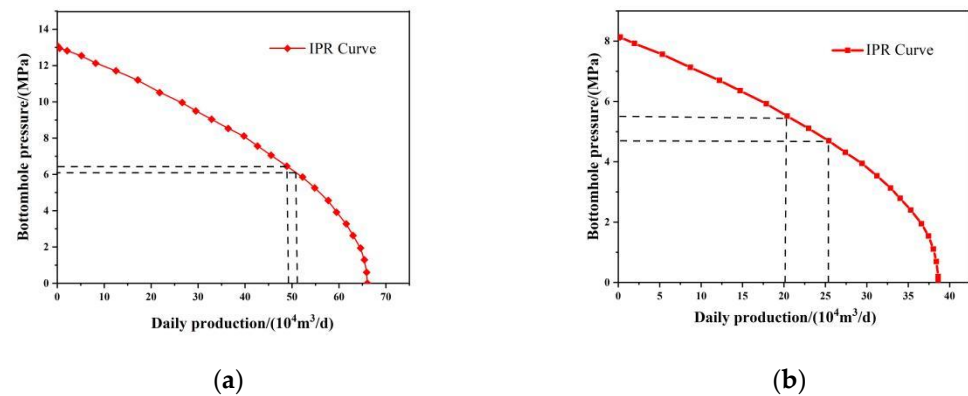 14
12
10
8
6
4
2
0
0 10 20 30 40 50 60 70
Bottomhole pressure/(MPa)
IPR Curve
Daily production/(10⁴m³/d)
(a)
8
6
4
2
0
0 5 10 15 20 25 30 35 40
Bottomhole pressure/(MPa)
IPR Curve
Daily production/(10⁴m³/d)
(b)